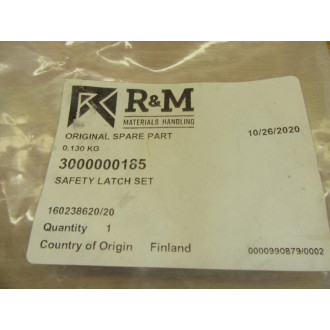 R&M
MATERIALS HANDLING
ORIGINAL SPARE PART
10/26/2020
0.130 KG
3000000185
SAFETY LATCH SET
160238620/20
Quantity 1
Country of Origin Finland
0000990879/0002